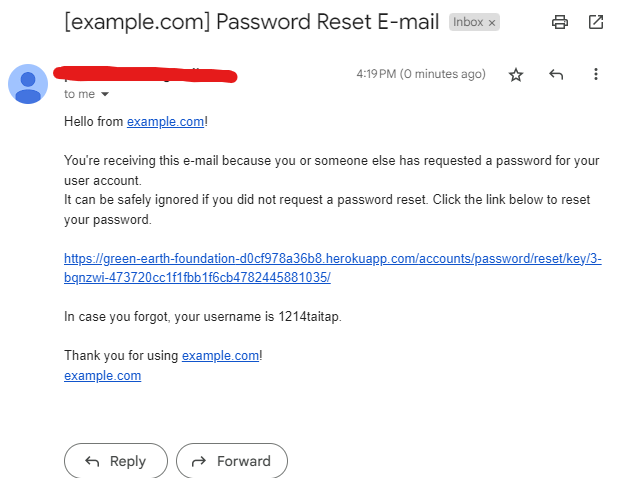 [example.com] Password Reset E-mail Inbox ×
4:19 PM (0 minutes ago)
to me
Hello from example.com!
You're receiving this e-mail because you or someone else has requested a password for your
user account.
It can be safely ignored if you did not request a password reset. Click the link below to reset
your password.
https://green-earth-foundation-d0cf978a36b8.herokuapp.com/accounts/password/reset/key/3-
bqnzwi-473720cc1f1fbb1f6cb4782445881035/
In case you forgot, your username is 1214taitap.
Thank you for using example.com!
example.com
Reply Forward